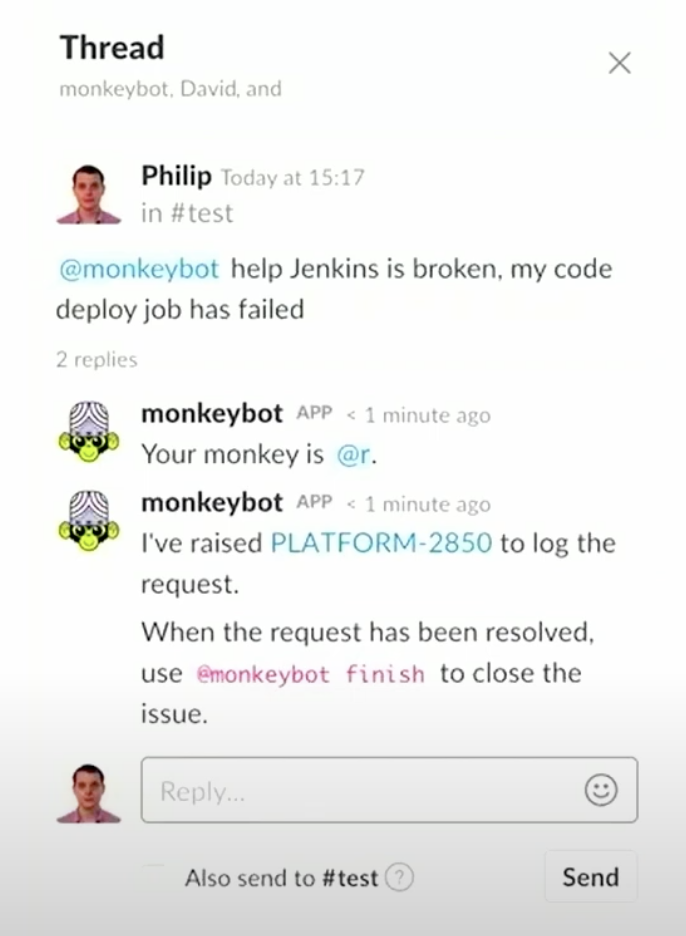 Thread
monkeybot, David, and
Philip Today at 15:17
in #test
@monkeybot help Jenkins is broken, my code
deploy job has failed
2 replies
monkeybot APP < 1 minute ago
Your monkey is @r.
monkeybot APP < 1 minute ago
I've raised PLATFORM-2850 to log the
request.
When the request has been resolved,
use @monkeybot finish to close the
issue.
Reply...
Also send to #test ?
Send